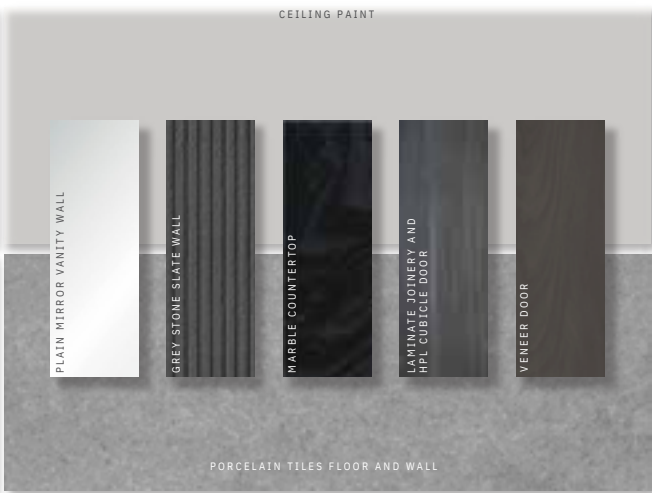 CEILING PAINT
PLAIN MIRROR VANITY WALL
GREY STONE SLATE WALL
MARBLE COUNTERTOP
LAMINATE JOINERY AND
HPL CUBICLE DOOR
VENEER DOOR
PORCELAIN TILES FLOOR AND WALL